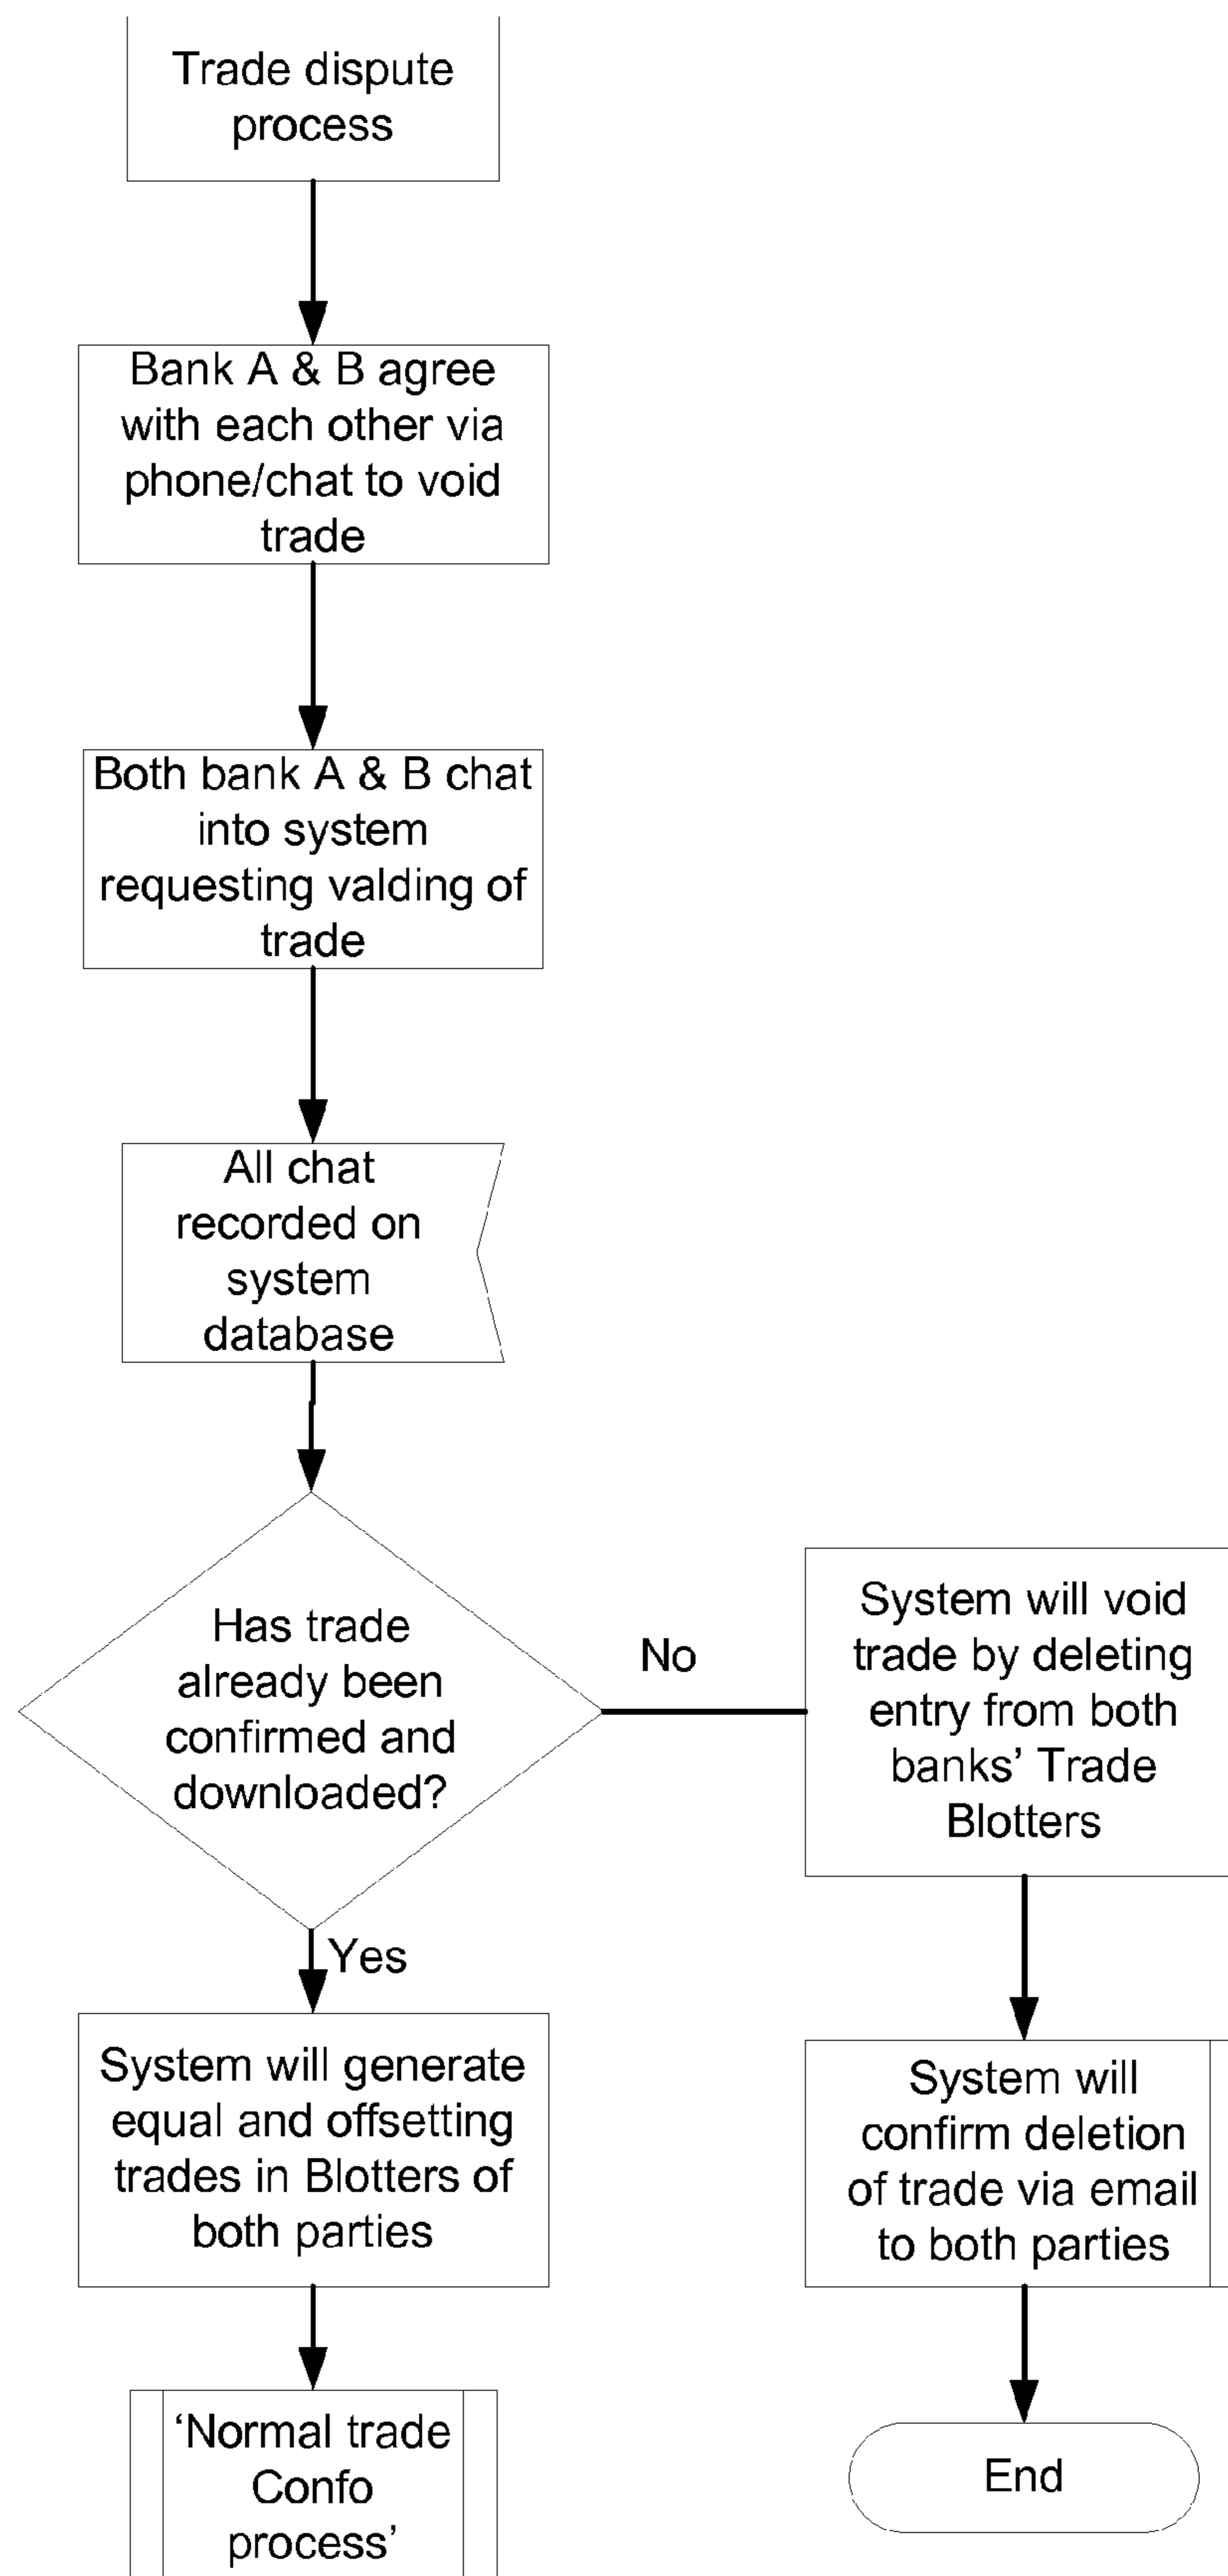 Trade dispute
process
Bank A & B agree
with each other via
phone/chat to void
trade
Both bank A & B chat
into system
requesting valding of
trade
All chat
recorded on
system
database
Has trade
already been
confirmed and
downloaded?
No
System will void
trade by deleting
entry from both
banks’ Trade
Blotters
Yes
System will generate
equal and offsetting
trades in Blotters of
both parties
System will
confirm deletion
of trade via email
to both parties
‘Normal trade
Confo
process’
End